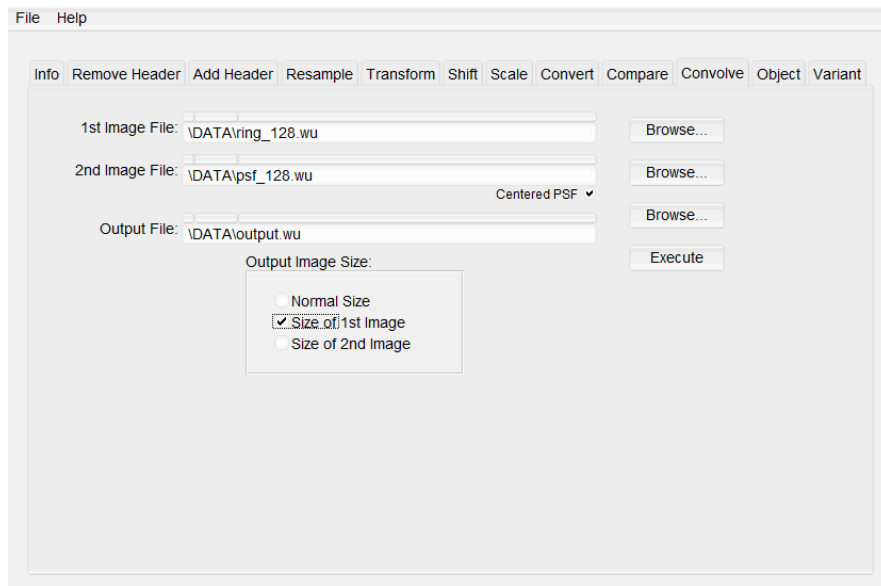 File Help
Info Remove Header Add Header Resample Transform Shift Scale Convert Compare Convolve Object Variant
1st Image File: \DATA\ring_128.wu Browse...
2nd Image File: \DATA\psf_128.wu Browse...
Centered PSF
Browse...
Output File: \DATA\output.wu
Execute
Output Image Size:
Normal Size
Size of 1st Image
Size of 2nd Image